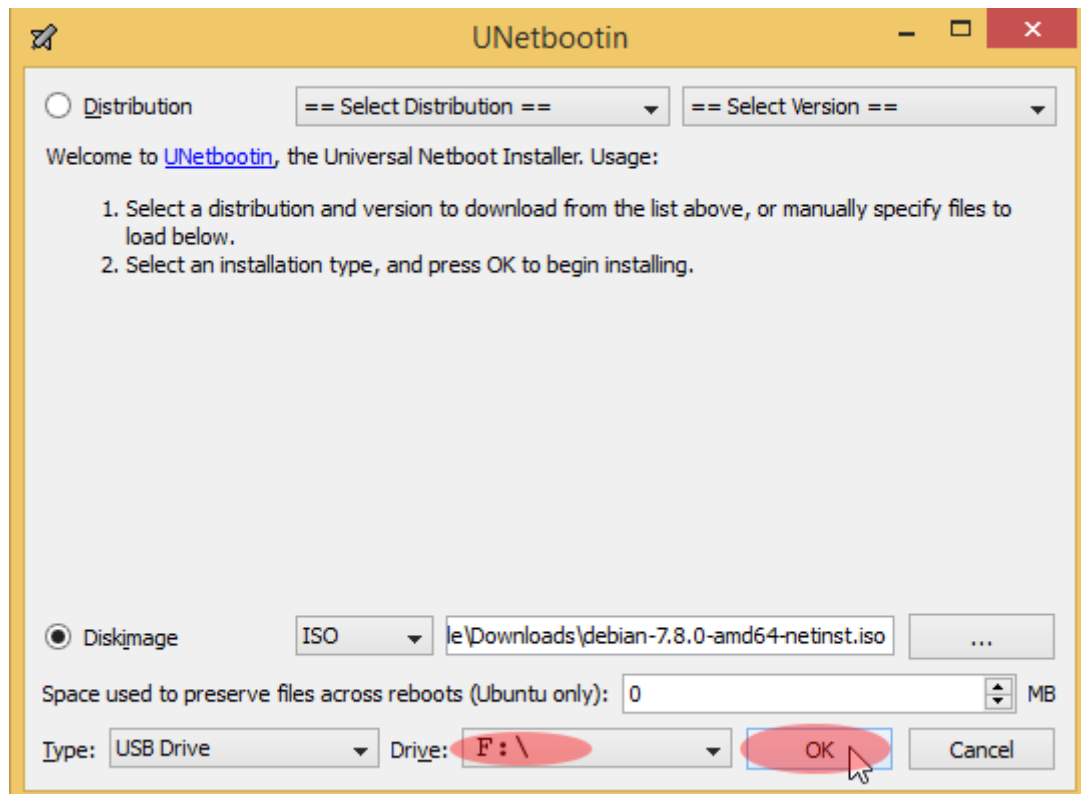 UNetbootin
Distribution == Select Distribution == == Select Version ==
Welcome to UNetbootin, the Universal Netboot Installer. Usage:
1. Select a distribution and version to download from the list above, or manually specify files to
load below.
2. Select an installation type, and press OK to begin installing.
Diskimage ISO le\Downloads\debian-7.8.0-amd64-netinst.iso ...
Space used to preserve files across reboots (Ubuntu only): 0 MB
Type: USB Drive Drive: F:\ OK Cancel